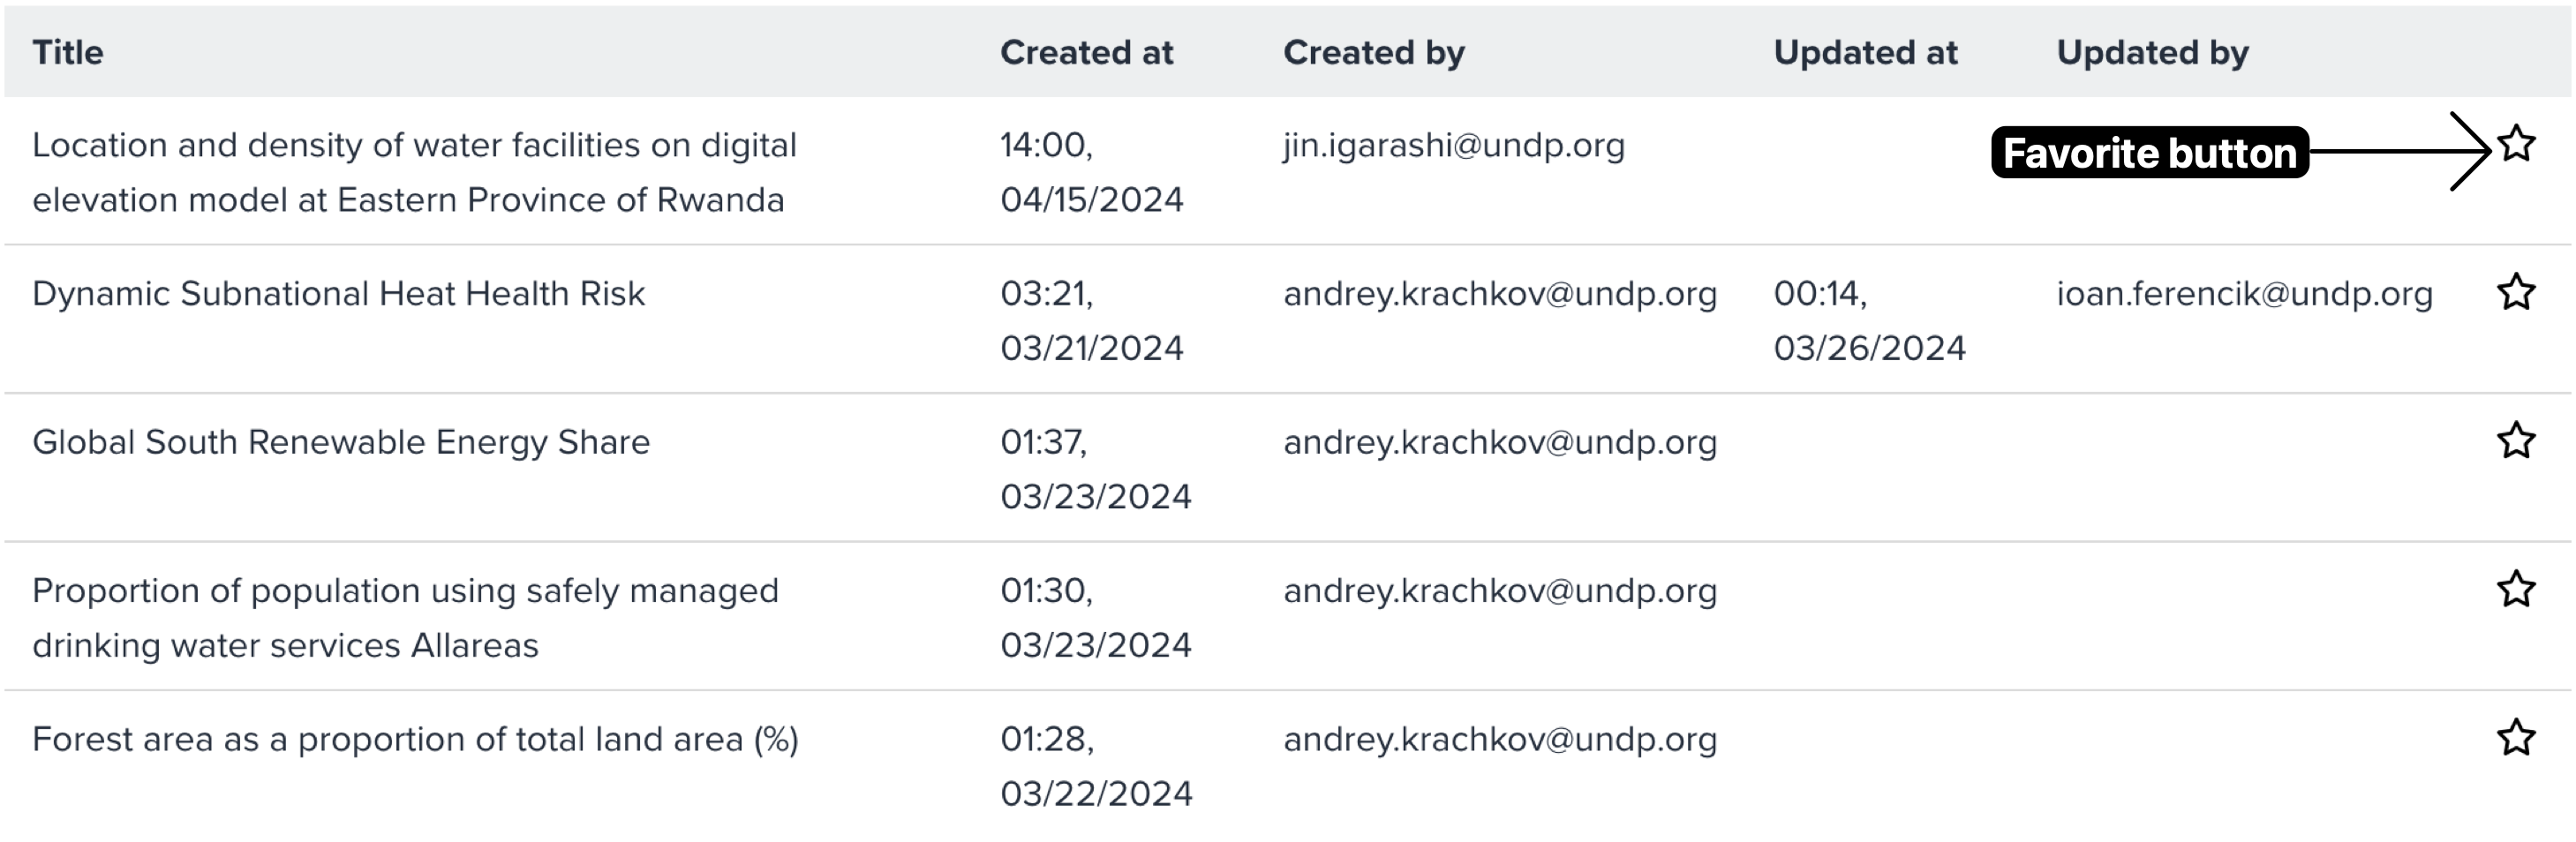 Title Created at Created by Updated at Updated by
Location and density of water facilities on digital 14:00, jin.igarashi@undp.org Favorite button
elevation model at Eastern Province of Rwanda 04/15/2024
Dynamic Subnational Heat Health Risk 03:21, andrey.krachkov@undp.org 00:14, ioan.ferencik@undp.org
03/21/2024 03/26/2024
Global South Renewable Energy Share 01:37, andrey.krachkov@undp.org
03/23/2024
Proportion of population using safely managed 01:30, andrey.krachkov@undp.org
drinking water services Allareas 03/23/2024
Forest area as a proportion of total land area (%) 01:28, andrey.krachkov@undp.org
03/22/2024